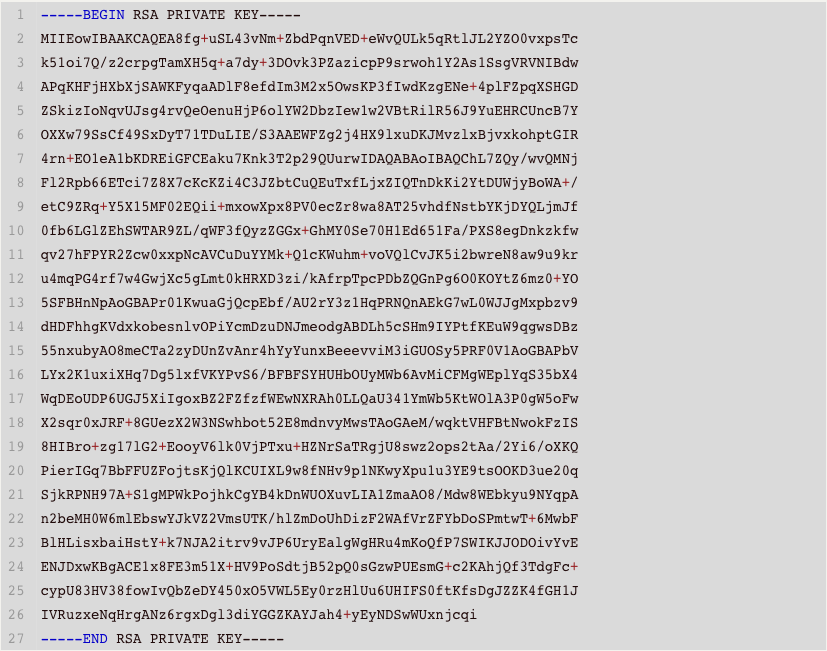 1 -----BEGIN RSA PRIVATE KEY-----
2 MIIEowIBAAKCAQEA8fg+uSL43vNm+ZbdPqnVED+eWvQULk5qRtlJL2YZO0vxpsTc
3 k51oi7Q/z2crpgTamXH5q+a7dy+3DOvk3PZazicpP9srwoh1Y2As1SsgVRVNIBdw
4 APqKHFjHXbXjSAWKFyqaADlF8efdIm3M2x5OwsKP3fIwdKzgENe+4plFZpqXSHGD
5 ZSkizIoNqvUJsg4rvQeOenuHjP6olYW2DbzIew1w2VBtRilR56J9YuEHRCUncB7Y
6 OXXw79SsCf49SxDyT71TDuLIE/S3AAEWFZg2j4HX9lxuDKJMvzlxBjvxkohptGIR
7 4rn+EO1eA1bKDREiGFCEaku7Knk3T2p29QUurwIDAQABAoIBAQChL7ZQy/wvQMNj
8 Fl2Rpb66ETci7Z8X7cKcKZi4C3JZbtCuQEuTxfLjxZIQTnDkKi2YtDUWjyBoWA+/
9 etC9ZRq+Y5X15MF02EQii+mxowXpx8PV0ecZr8wa8AT25vhdfNstbYKjDYQLjmJf
10 0fb6LGlZEhSWTAR9ZL/qWF3fQyzZGGx+GhMY0Se70HlEd651Fa/PXS8egDnkzkfw
11 qv27hFPYR2Zcw0xxpNcAVCuDuYYMk+Q1cKWuhm+voVQlCvJK5i2bwreN8aw9u9kr
12 u4mqPG4rf7w4GwjXc5gLmt0kHRXD3zi/kAfrpTpcPDbZQGnPg6O0KOYtZ6mz0+YO
13 5SFBHnNpAoGBAPr01KwuaGjQcpEbf/AU2rY3z1HqPRNQnAEkG7wL0WJJgMxpbzv9
14 dHDFhhgKVdxkobesnlvOPiYcmDzuDNJmeodgABDLh5cSHm9IYPtfKEuW9qgwsDBz
15 55nxubyAO8meCTa2zyDUnZvAnr4hYyYunxBeeevviM3iGUOSy5PRF0V1AoGBAPbV
16 LYx2K1uxiXHq7Dg5lxfVKYPvS6/BFBFSYHUHbOUyMWb6AvMiCFMgWEplYqS35bX4
17 WqDEoUDP6UGJ5XiIgoxBZ2FZfzfWEwNXRAh0LLQaU341YmWb5KtWOlA3P0gW5oFw
18 X2sqr0xJRF+8GUezX2W3NSwhbot52E8mdnvyMwsTAoGAeM/wqktVHFBtNwokFzIS
19 8HIBro+zg17lG2+EooyV6lk0VjPTxu+HZNrSaTRgjU8swz2ops2tAa/2Yi6/oXKQ
20 PierIGq7BbFFUZFojtsKjQlKCUIXL9w8fNHv9p1NKwyXpu1u3YE9tsOOKD3ue20q
21 SjkRPNH97A+S1gMPWkPojhkCgYB4kDnWUOXuvLIA1ZmaAO8/Mdw8WEbkyu9NYqpA
22 n2beMH0W6mlEbswYJkVZ2VmsUTK/hlZmDoUhDizF2WAfVrZFYbDoSPmtwT+6MwbF
23 BlHLisxbaiHstY+k7NJA2itrv9vJP6UryEalgWgHRu4mKoQfP7SWIKJJODOivYvE
24 ENJDxwKBgACE1x8FE3m51X+HV9PoSdtjB52pQ0sGzwPUEsmG+c2KAhjQf3TdgFc+
25 cypU83HV38fowIvQbZeDY450xO5VWL5Ey0rzHlUu6UHIFS0ftKfsDgJZZK4fGH1J
26 IVRuzxeNqHrgANz6rgxDgl3diYGGZKAYJah4+yEyNDSwWUxnjcqi
27 -----END RSA PRIVATE KEY-----